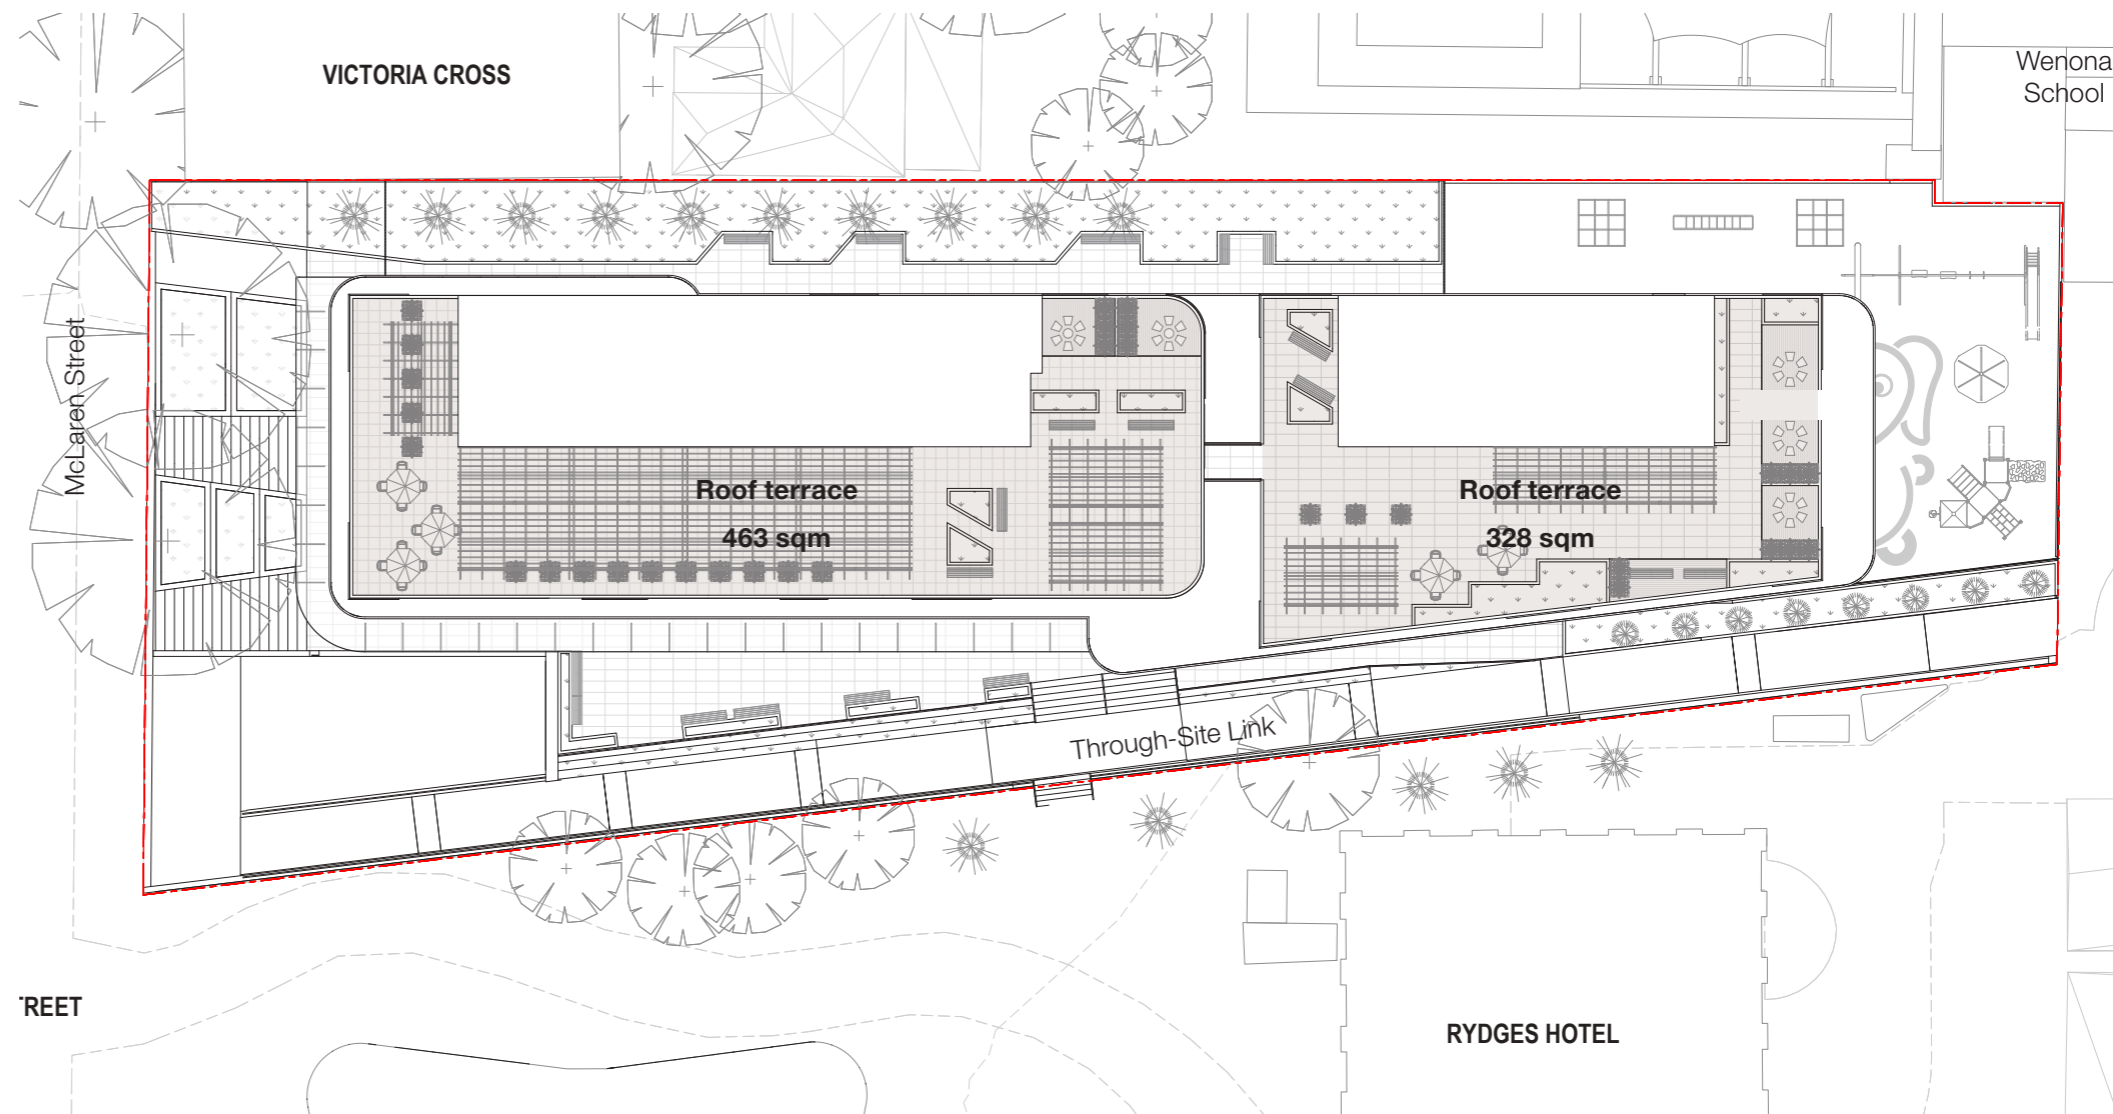 VICTORIA CROSS
Wenona
School
McLaren Street
Roof terrace
463 sqm
Roof terrace
328 sqm
Through-Site Link
TREET
RYDGES HOTEL